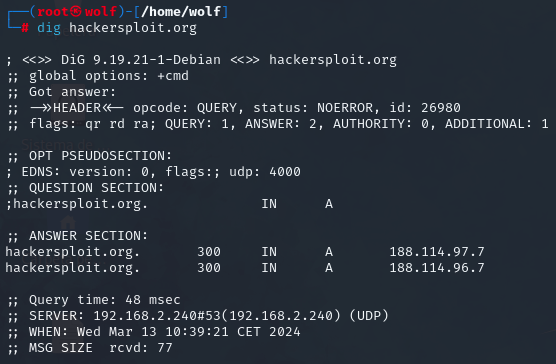 ┌──(root㉿wolf)-[/home/wolf]
└─# dig hackersploit.org

; <<>> DiG 9.19.21-1-Debian <<>> hackersploit.org
;; global options: +cmd
;; Got answer:
;; ->>HEADER<<- opcode: QUERY, status: NOERROR, id: 26980
;; flags: qr rd ra; QUERY: 1, ANSWER: 2, AUTHORITY: 0, ADDITIONAL: 1

;; OPT PSEUDOSECTION:
; EDNS: version: 0, flags:; udp: 4000
;; QUESTION SECTION:
;hackersploit.org. IN A

;; ANSWER SECTION:
hackersploit.org. 300 IN A 188.114.97.7
hackersploit.org. 300 IN A 188.114.96.7

;; Query time: 48 msec
;; SERVER: 192.168.2.240#53(192.168.2.240) (UDP)
;; WHEN: Wed Mar 13 10:39:21 CET 2024
;; MSG SIZE rcvd: 77